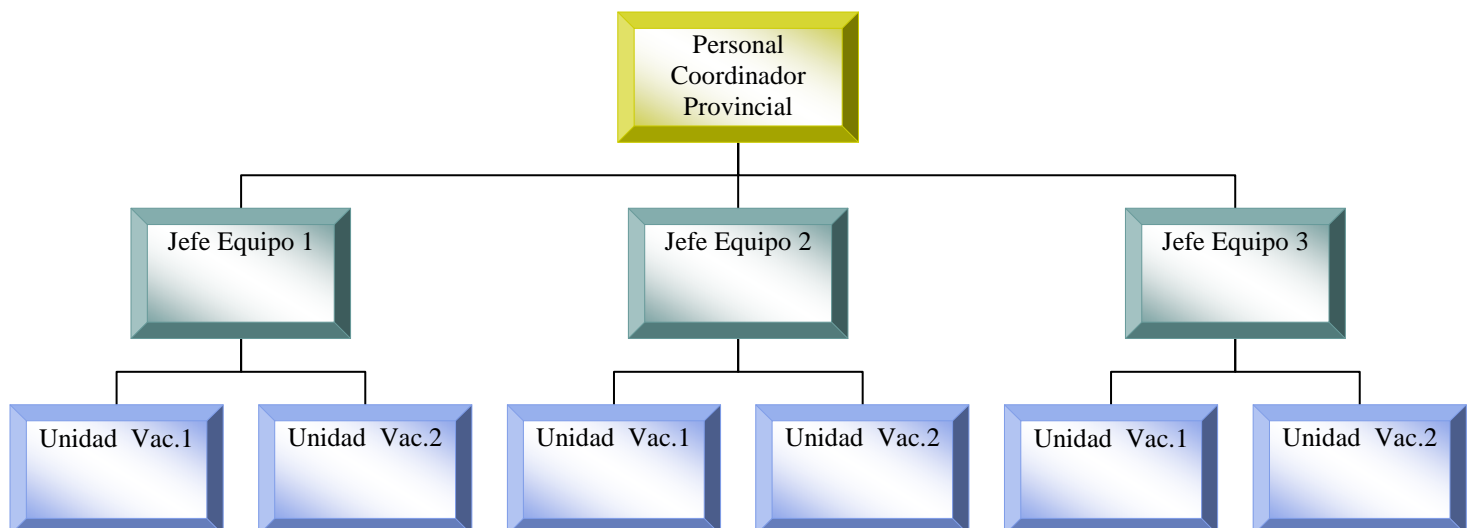 Personal
Coordinador
Provincial
Jefe Equipo 1
Jefe Equipo 2
Jefe Equipo 3
Unidad Vac.1
Unidad Vac.2
Unidad Vac.1
Unidad Vac.2
Unidad Vac.1
Unidad Vac.2